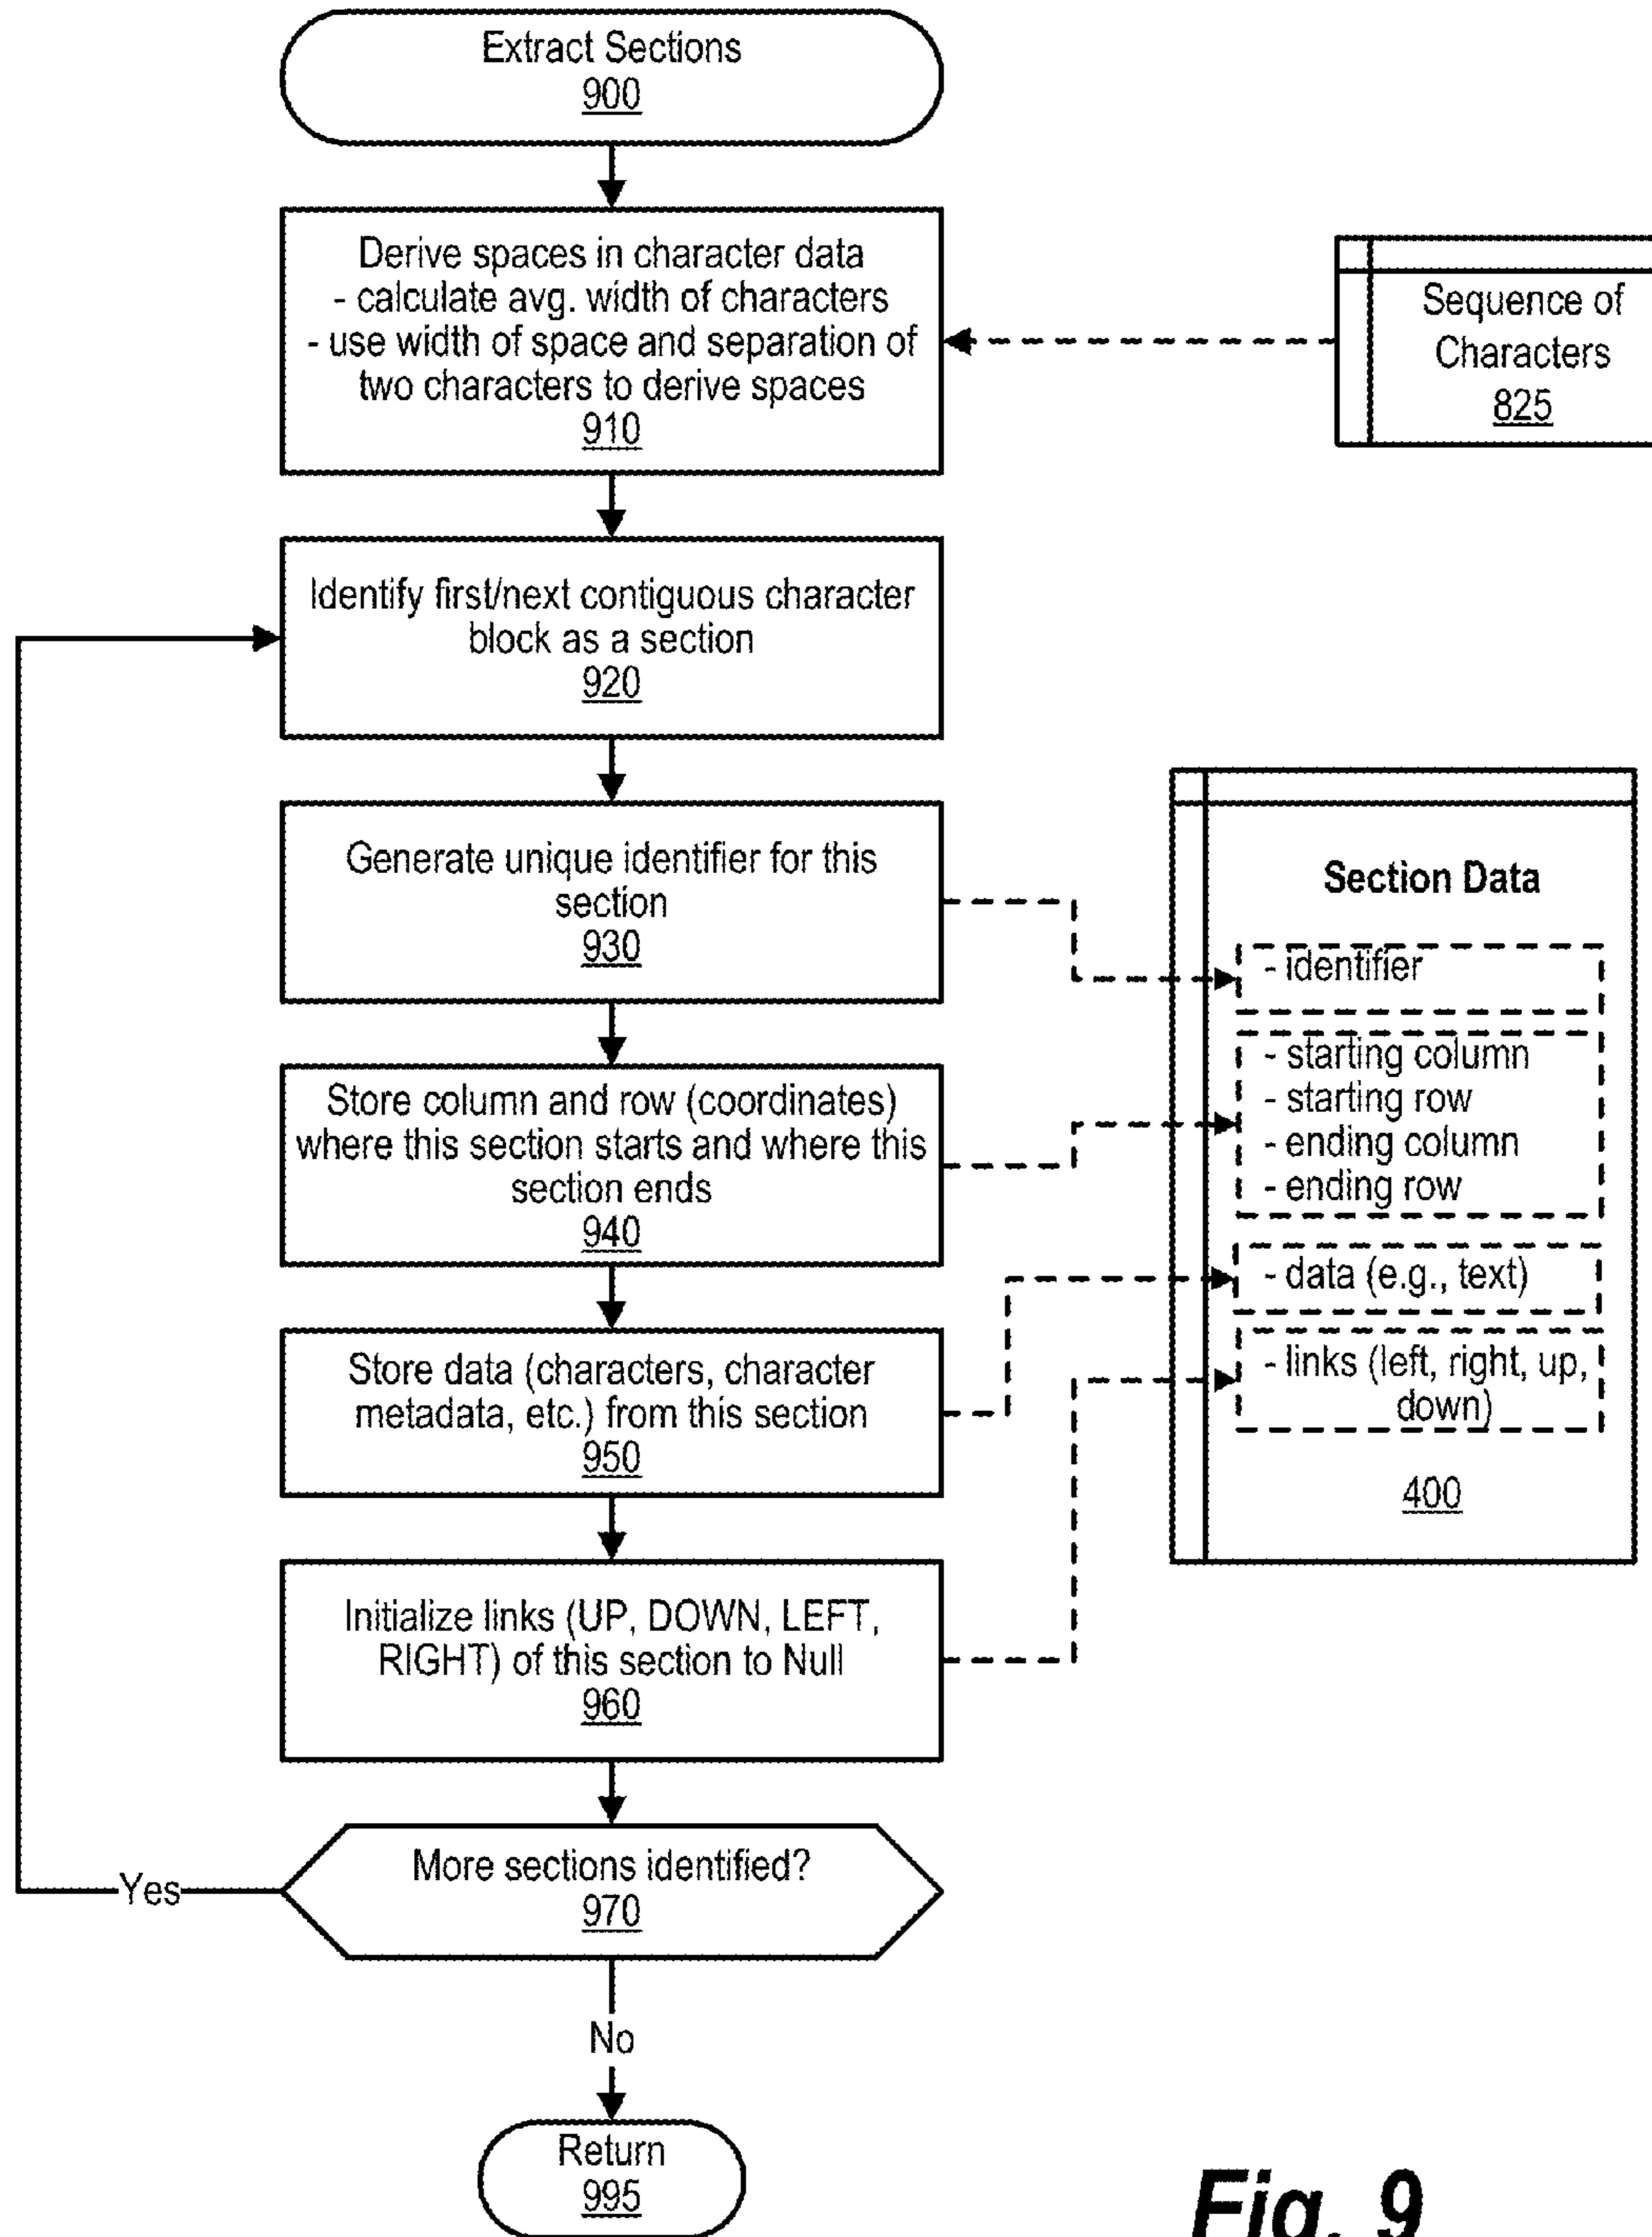 Extract Sections
900
Derive spaces in character data
- calculate avg. width of characters
- use width of space and separation of
two characters to derive spaces
910
Sequence of
Characters
825
Identify first/next contiguous character
block as a section
920
Generate unique identifier for this
section
930
Section Data
- identifier
- starting column
- starting row
- ending column
- ending row
- data (e.g., text)
- links (left, right, up,
down)
400
Store column and row (coordinates)
where this section starts and where this
section ends
940
Store data (characters, character
metadata, etc.) from this section
950
Initialize links (UP, DOWN, LEFT,
RIGHT) of this section to Null
960
More sections identified?
970
Yes
No
Return
995
Fig. 9